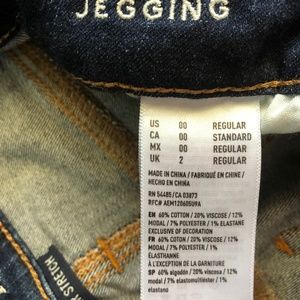 JEGGING
US 00 REGULAR
CA 00 STANDARD
MX 00 REGULAR
UK 2 REGULAR
MADE IN CHINA / FABRIQUÉ EN CHINE /
HECHO EN CHINA
RN 54485/CA 03873
RFC# AEM120605U9A
EN 60% COTTON / 20% VISCOSE / 12%
MODAL / 7% POLYESTER / 1% ELASTANE
EXCLUSIVE OF DECORATION
FR 60% COTON / 20% VISCOSE / 12%
MODAL / 7% POLYESTER / 1% ÉLASTHANNE
À L'EXCEPTION DE LA GARNITURE
SP 60% algodón / 20% viscosa / 12%
modal / 7% elastomultiéster / 1%
elastano
STRETCH